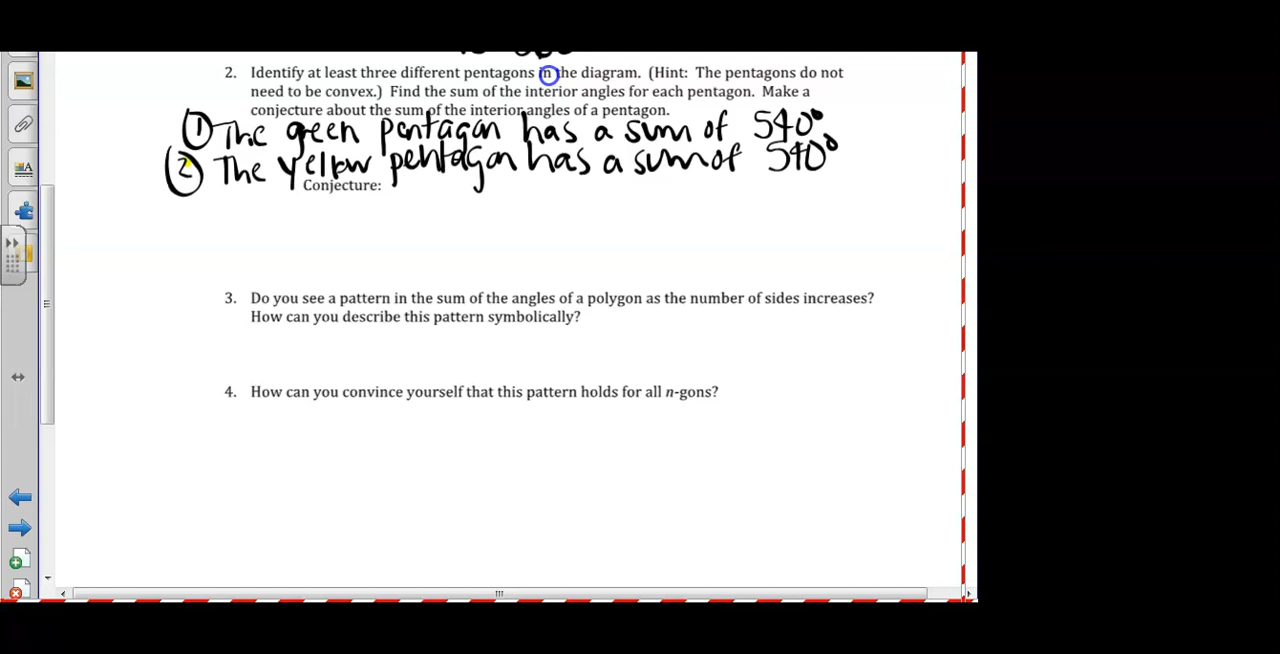 2. Identify at least three different pentagons in the diagram. (Hint: The pentagons do not
need to be convex.) Find the sum of the interior angles for each pentagon. Make a
conjecture about the sum of the interior angles of a pentagon.
① The geen pentagon has a sum of 540°
② The yellow pentagon has a sum of 540°
Conjecture:
3. Do you see a pattern in the sum of the angles of a polygon as the number of sides increases?
How can you describe this pattern symbolically?
4. How can you convince yourself that this pattern holds for all n-gons?